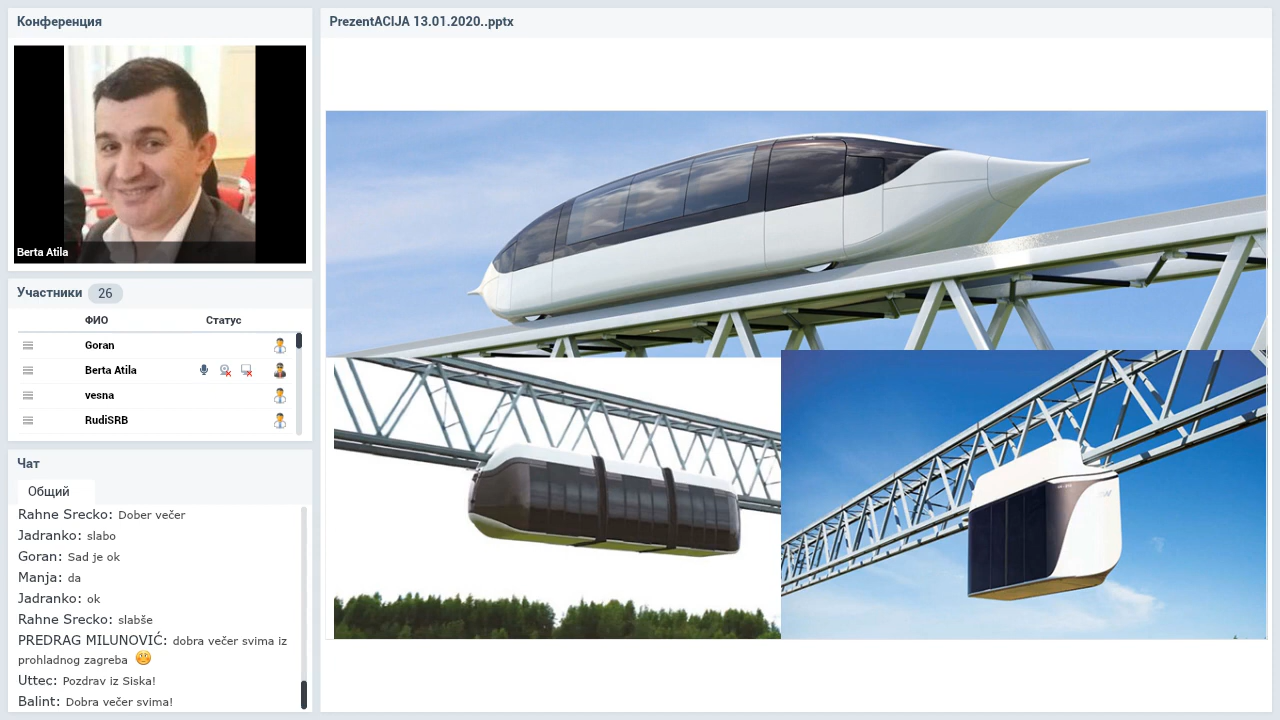 Конференция
Berta Atila
Участники 26
ФИО Статус
Goran
Berta Atila
vesna
RudiSRB
Чат
Общий
Rahne Srecko: Dober večer
Jadranko: slabo
Goran: Sad je ok
Manja: da
Jadranko: ok
Rahne Srecko: slabše
PREDRAG MILUNOVIĆ: dobra večer svima iz
prohladnog zagreba
Uttec: Pozdrav iz Siska!
Balint: Dobra večer svima!
PrezentACIJA 13.01.2020..pptx